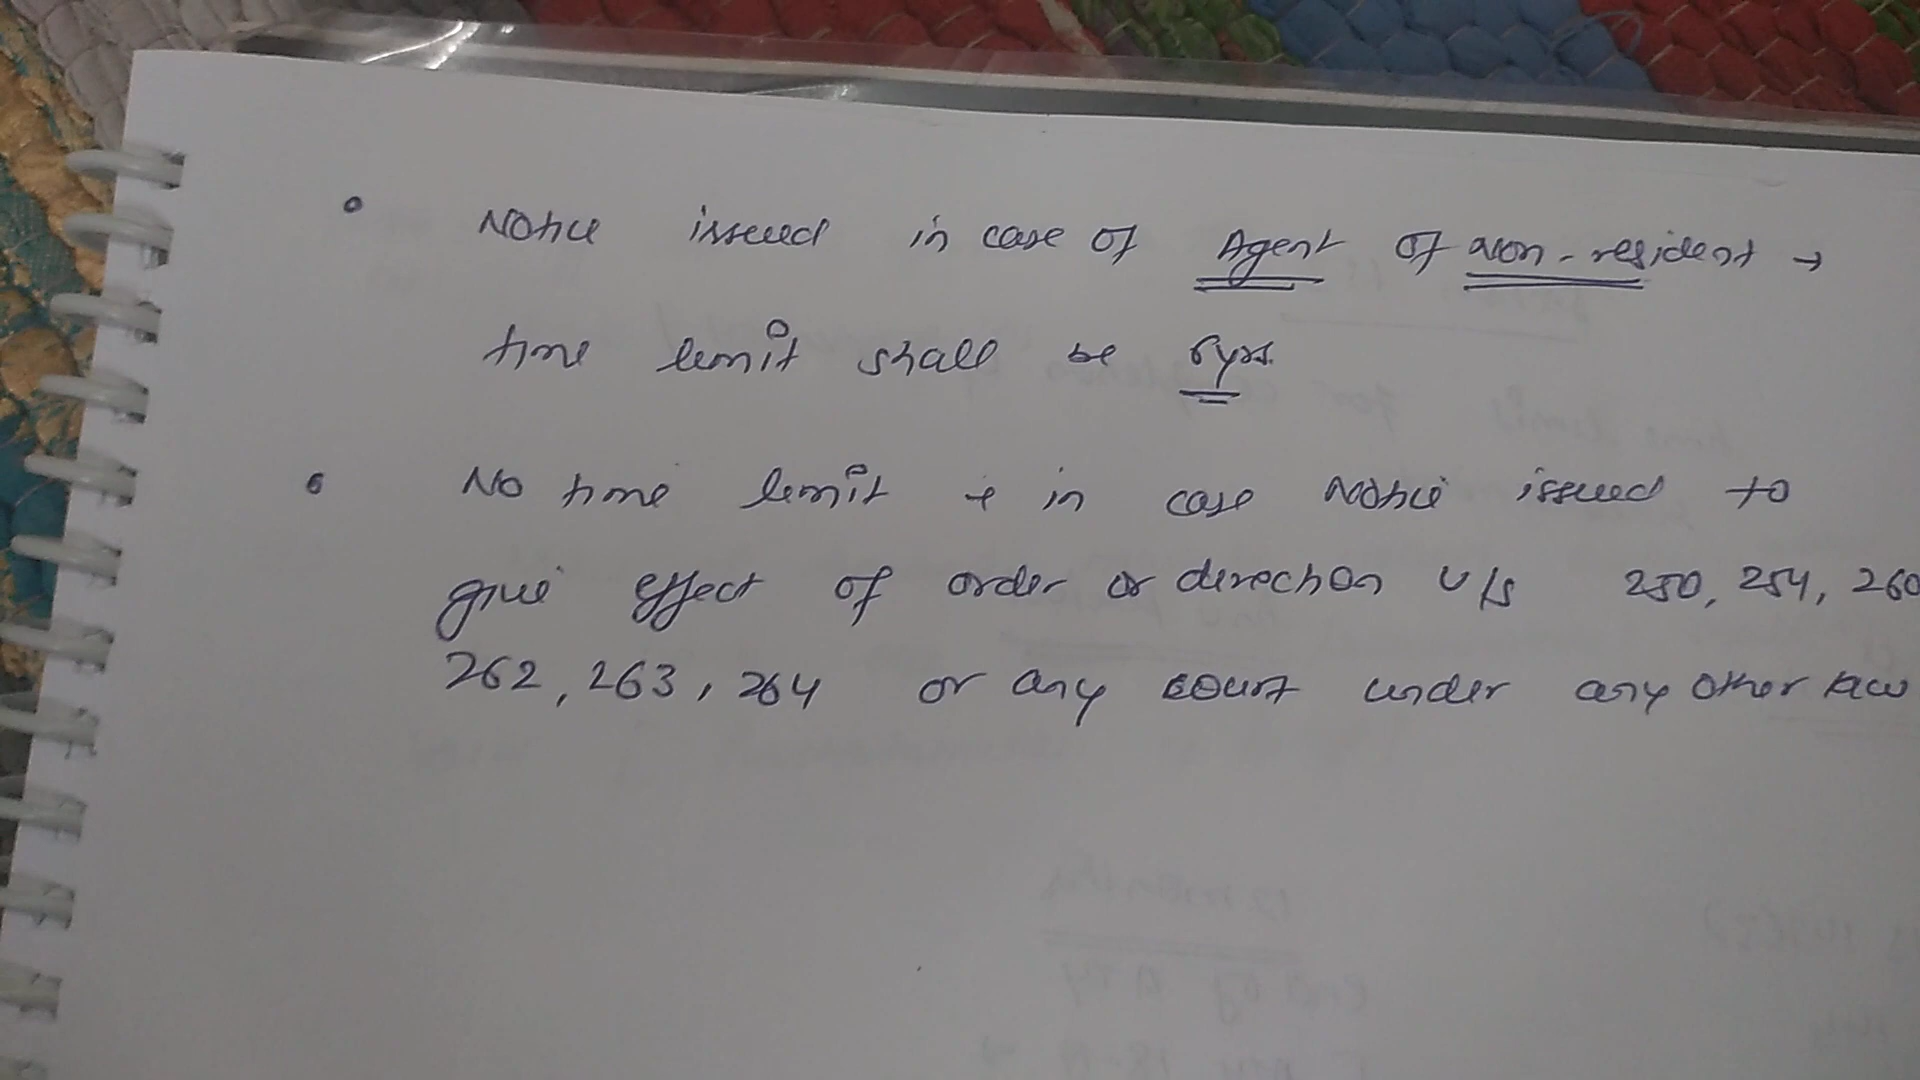 Notice issued in case of Agent of non-resident →
time limit shall be 6yrs.
No time limit → in case Notice issued to
give effect of order or direction u/s 250, 254, 260
262, 263, 264 or any court under any other law